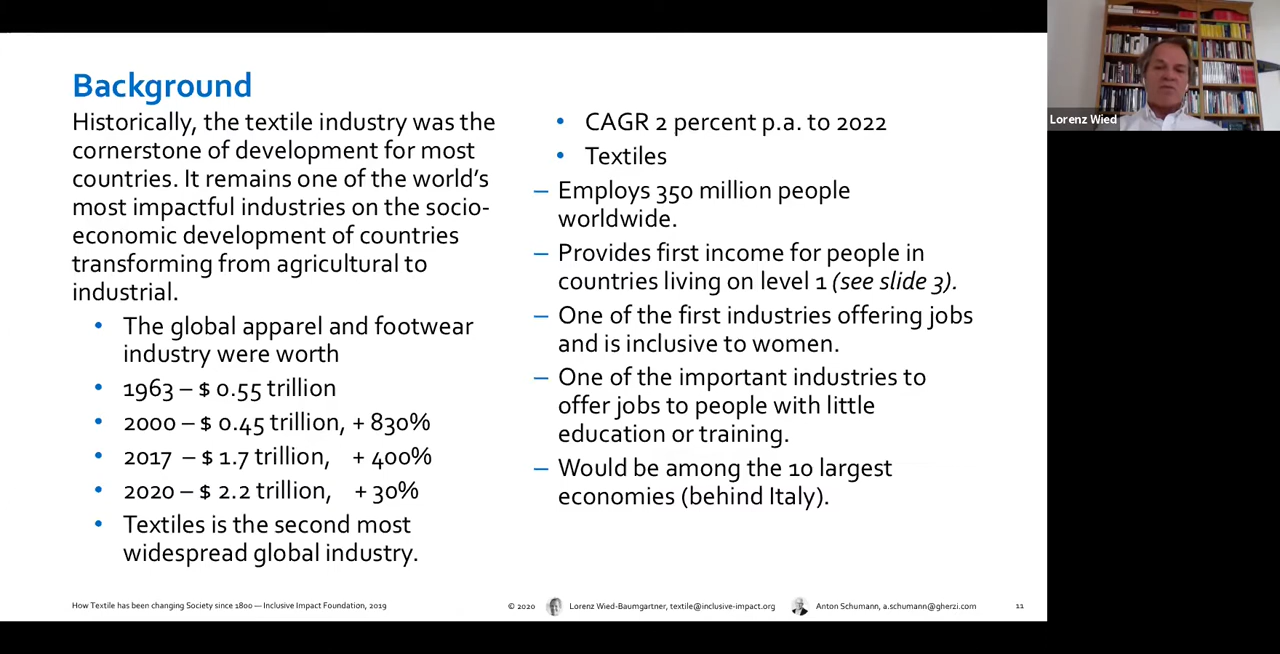 Background
Historically, the textile industry was the
cornerstone of development for most
countries. It remains one of the world's
most impactful industries on the socio-
economic development of countries
transforming from agricultural to
industrial.
• The global apparel and footwear
industry were worth
• 1963 – $ 0.55 trillion
• 2000 – $ 0.45 trillion, + 830%
• 2017 – $ 1.7 trillion, + 400%
• 2020 – $ 2.2 trillion, + 30%
• Textiles is the second most
widespread global industry.
• CAGR 2 percent p.a. to 2022
• Textiles
– Employs 350 million people
worldwide.
– Provides first income for people in
countries living on level 1 (see slide 3).
– One of the first industries offering jobs
and is inclusive to women.
– One of the important industries to
offer jobs to people with little
education or training.
– Would be among the 10 largest
economies (behind Italy).
How Textile has been changing Society since 1800 — Inclusive Impact Foundation, 2019
© 2020 Lorenz Wied-Baumgartner, textile@inclusive-impact.org Anton Schumann, a.schumann@gherzi.com 11
Lorenz Wied